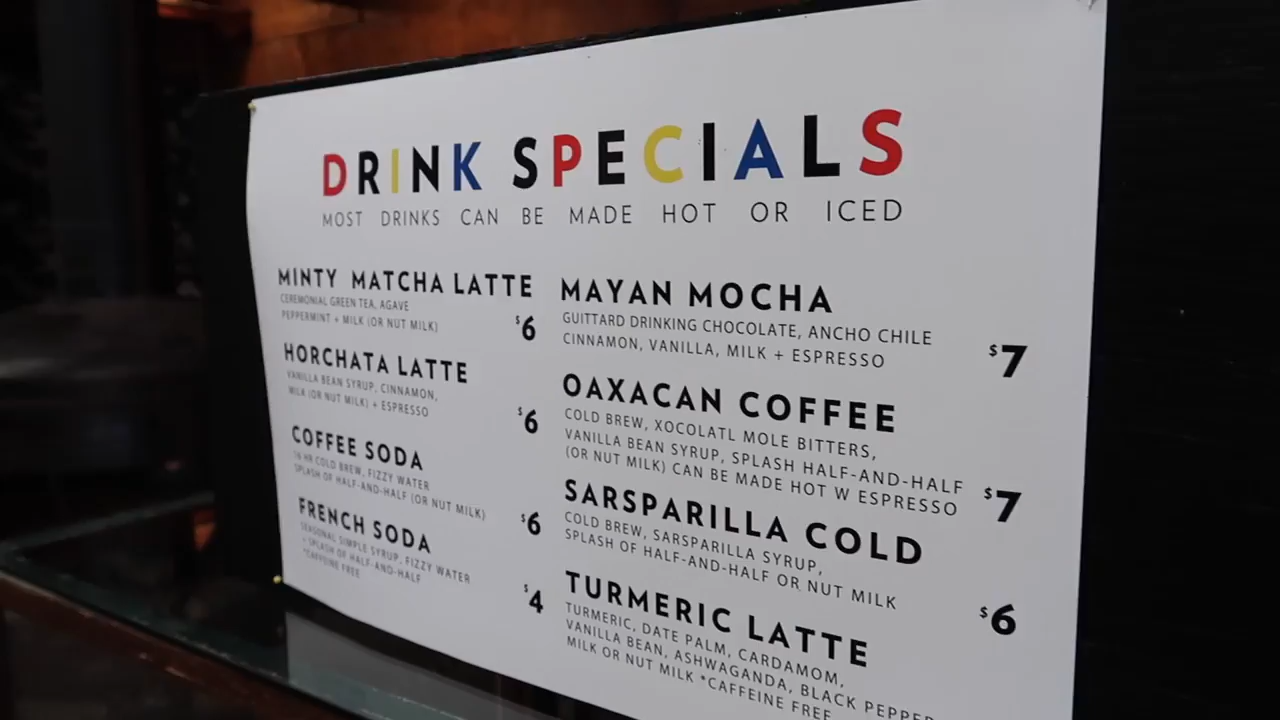 DRINK SPECIALS
MOST DRINKS CAN BE MADE HOT OR ICED
MINTY MATCHA LATTE
CEREMONIAL GREEN TEA, AGAVE
PEPPERMINT + MILK (OR NUT MILK)
$6
HORCHATA LATTE
VANILLA BEAN SYRUP, CINNAMON,
MILK (OR NUT MILK) + ESPRESSO
$6
COFFEE SODA
16 HR COLD BREW, FIZZY WATER
SPLASH OF HALF-AND-HALF (OR NUT MILK)
$6
FRENCH SODA
SEASONAL SIMPLE SYRUP, FIZZY WATER
+ SPLASH OF HALF-AND-HALF
*CAFFEINE FREE
$4
MAYAN MOCHA
GUITTARD DRINKING CHOCOLATE, ANCHO CHILE
CINNAMON, VANILLA, MILK + ESPRESSO
$7
OAXACAN COFFEE
COLD BREW, XOCOLATL MOLE BITTERS,
VANILLA BEAN SYRUP, SPLASH HALF-AND-HALF
(OR NUT MILK) CAN BE MADE HOT W ESPRESSO
$7
SARSPARILLA COLD
COLD BREW, SARSPARILLA SYRUP,
SPLASH OF HALF-AND-HALF OR NUT MILK
$6
TURMERIC LATTE
TURMERIC, DATE PALM, CARDAMOM,
VANILLA BEAN, ASHWAGANDA, BLACK PEPPER
MILK OR NUT MILK *CAFFEINE FREE